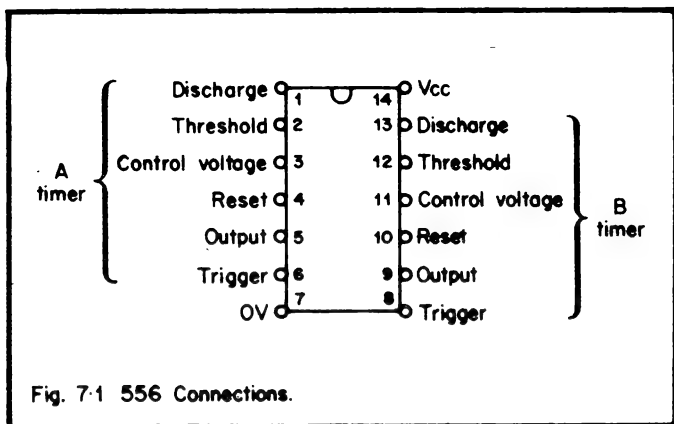 Discharge 1 14 Vcc
Threshold 2 13 Discharge
Control voltage 3 12 Threshold
A timer
Reset 4 11 Control voltage
B timer
Output 5 10 Reset
Trigger 6 9 Output
OV 7 8 Trigger
Fig. 7·1 556 Connections.